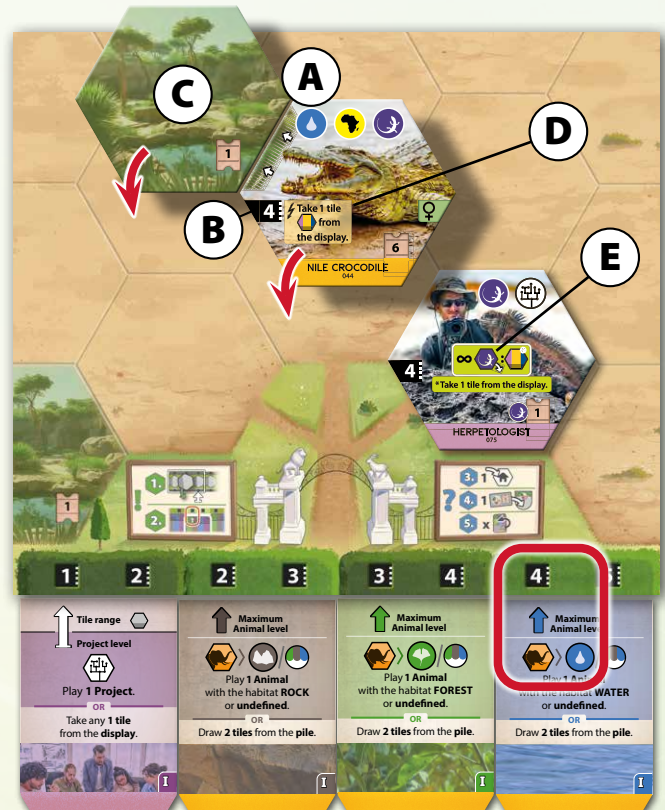 C
1
A
B
D
4
Take 1 tile
from
the display.
6
NILE CROCODILE
044
E
4
∞ :
*Take 1 tile from the display.
1
HERPETOLOGIST
075
1
!
1.
2.
?
3. 1
4. 1
5. x
1 2 2 3 3 4 4
Tile range
Project level
Play 1 Project.
OR
Take any 1 tile
from the display.
I
Maximum
Animal level
Play 1 Animal
with the habitat ROCK
or undefined.
OR
Draw 2 tiles from the pile.
I
Maximum
Animal level
Play 1 Animal
with the habitat FOREST
or undefined.
OR
Draw 2 tiles from the pile.
I
Maximum
Animal level
Play 1 Animal
with the habitat WATER
or undefined.
OR
Draw 2 tiles from the pile.
I